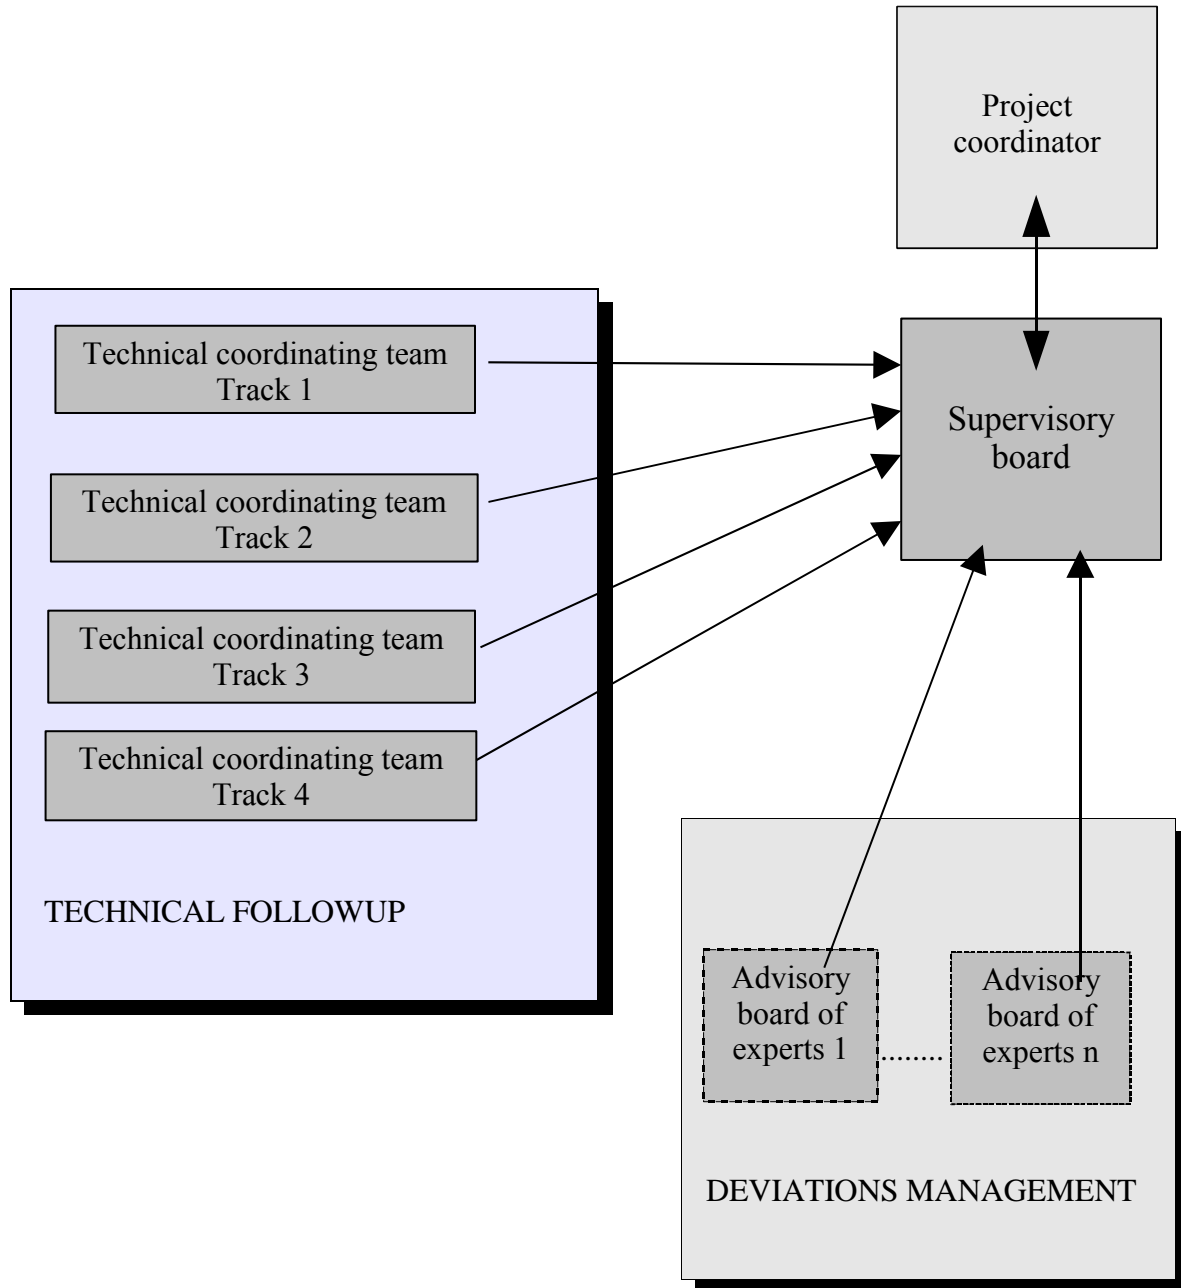 Project
coordinator
Technical coordinating team
Track 1
Supervisory
board
Technical coordinating team
Track 2
Technical coordinating team
Track 3
Technical coordinating team
Track 4
TECHNICAL FOLLOWUP
Advisory
board of
experts 1
........
Advisory
board of
experts n
DEVIATIONS MANAGEMENT